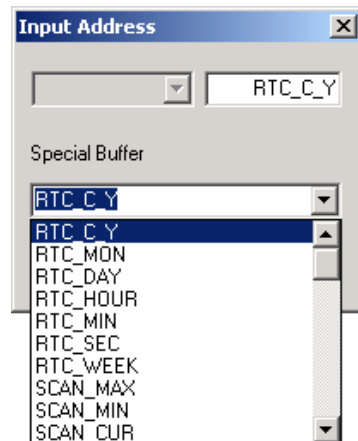 Input Address
RTC_C_Y
Special Buffer
RTC_C_Y
RTC_C_Y
RTC_MON
RTC_DAY
RTC_HOUR
RTC_MIN
RTC_SEC
RTC_WEEK
SCAN_MAX
SCAN_MIN
SCAN_CUR